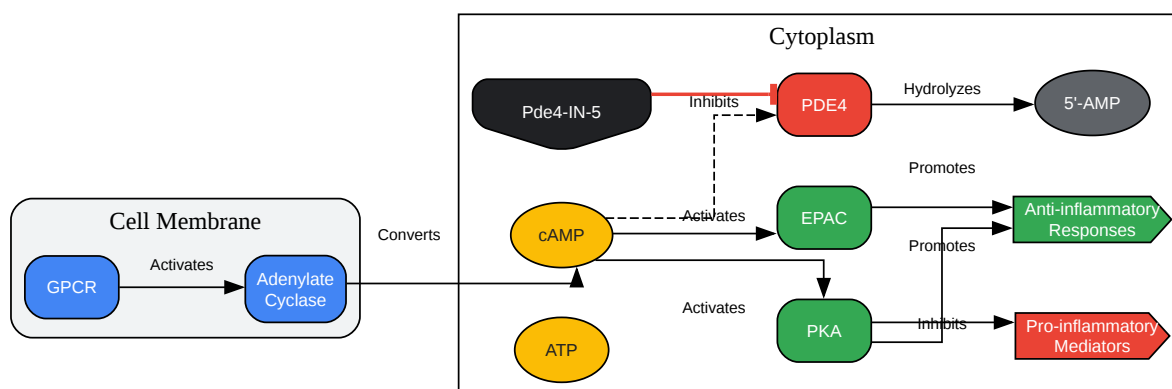 Cytoplasm
Pde4-IN-5
Inhibits
PDE4
Hydrolyzes
5'-AMP
Promotes
Cell Membrane
Converts
cAMP
Activates
EPAC
Anti-inflammatory
Responses
Promotes
GPCR
Activates
Adenylate
Cyclase
Activates
PKA
Inhibits
Pro-inflammatory
Mediators
ATP